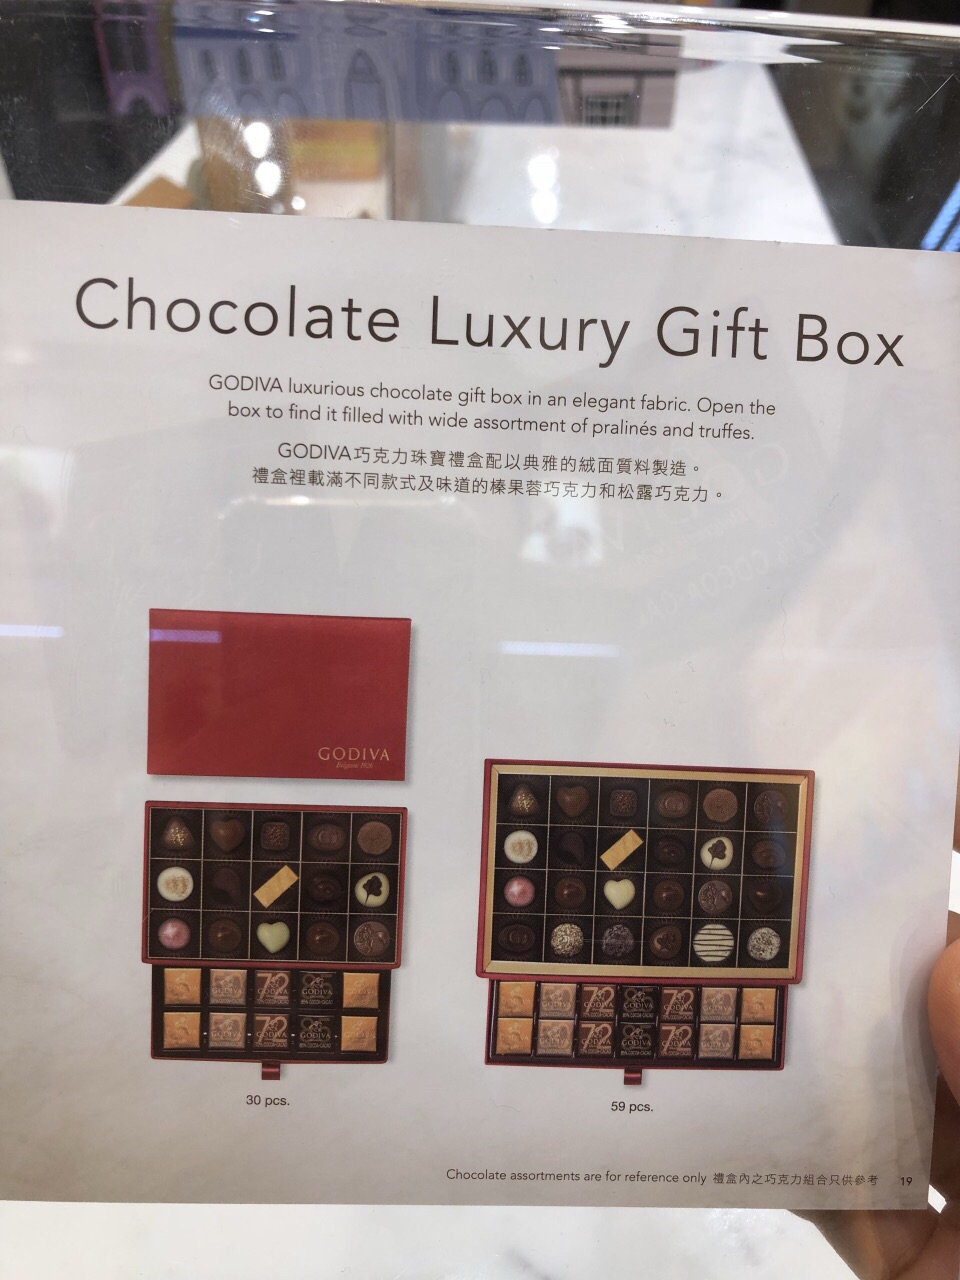 Chocolate Luxury Gift Box
GODIVA luxurious chocolate gift box in an elegant fabric. Open the
box to find it filled with wide assortment of pralinés and truffes.
GODIVA巧克力珠寶禮盒配以典雅的絨面質料製造。
禮盒裡載滿不同款式及味道的榛果蓉巧克力和松露巧克力。
GODIVA
Belgium 1926
30 pcs.
59 pcs.
Chocolate assortments are for reference only 禮盒內之巧克力組合只供參考 19